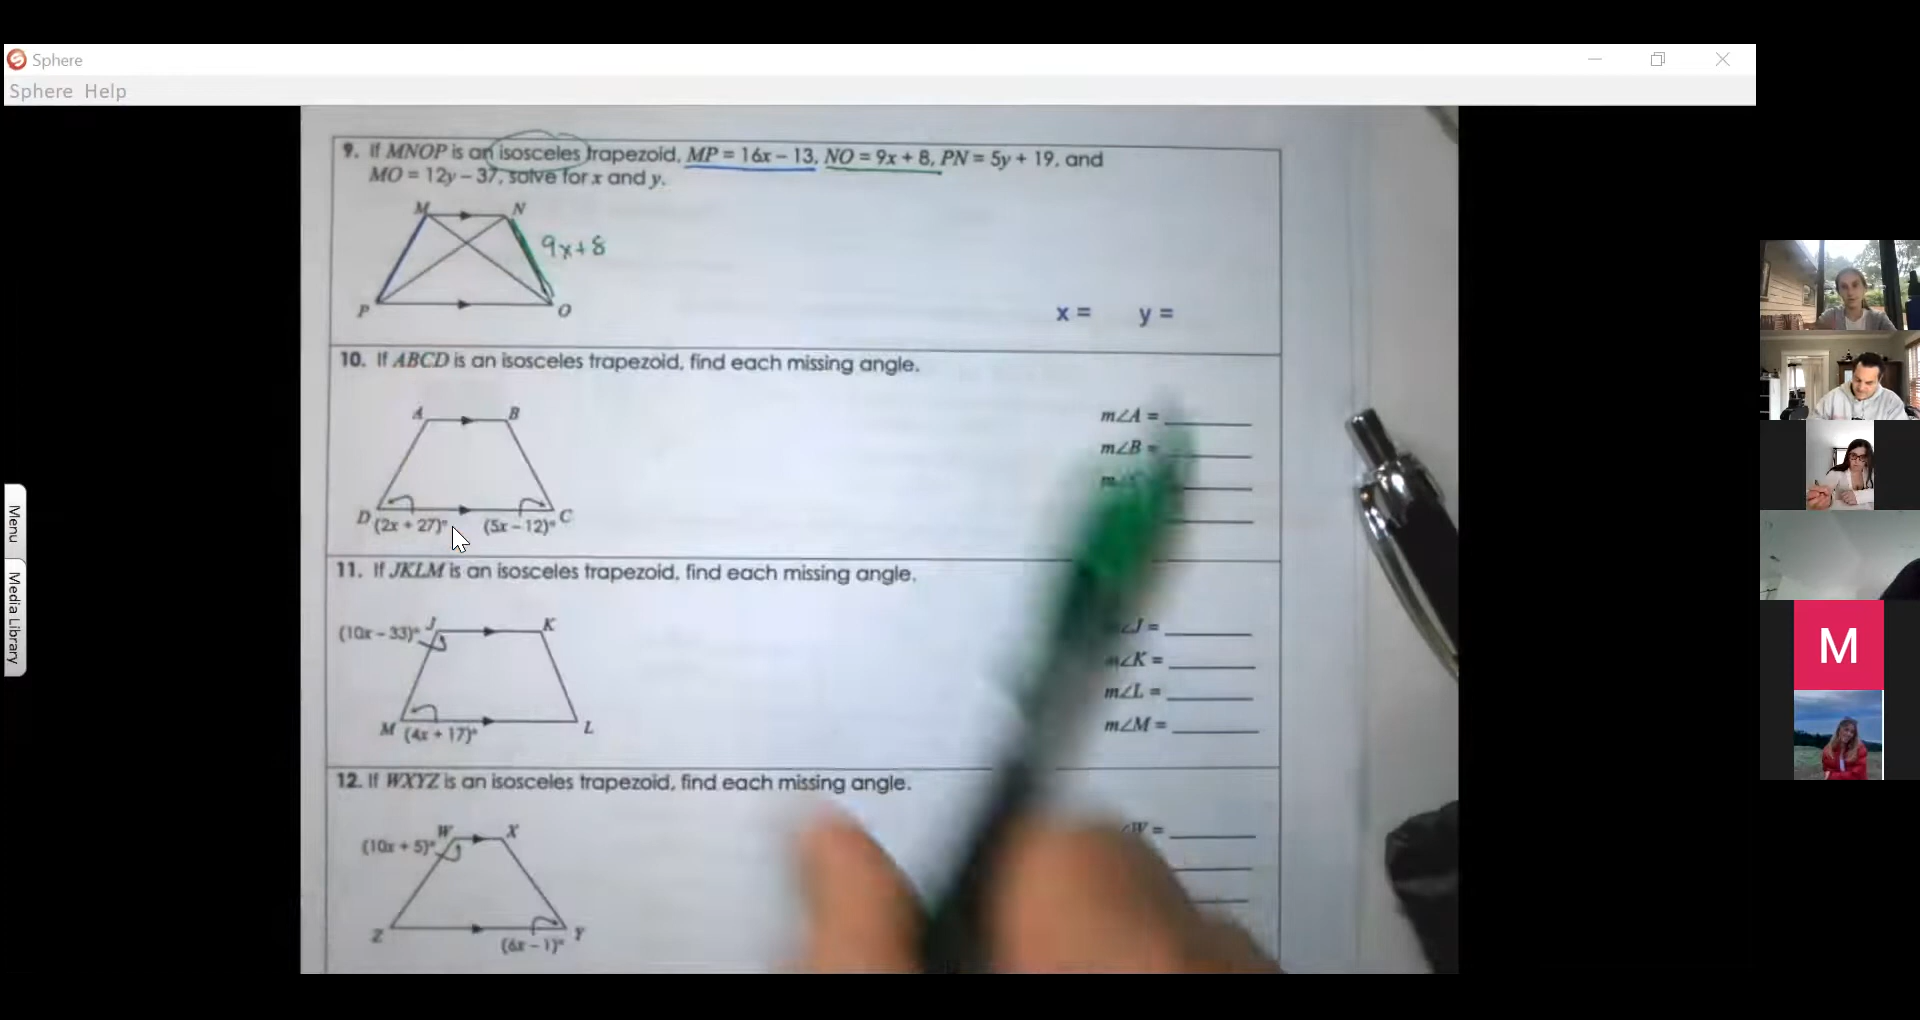 Sphere
Sphere Help
Menu
Media Library
9. If MNOP is an isosceles trapezoid, MP = 16x – 13, NO = 9x + 8, PN = 5y + 19, and
MO = 12y – 37, solve for x and y.
M N
9x+8
P O
x = y =
10. If ABCD is an isosceles trapezoid, find each missing angle.
A B
D (2x + 27)° (5x – 12)° C
m∠A =
m∠B =
11. If JKLM is an isosceles trapezoid, find each missing angle.
(10x – 33)° J K
M (4x + 17)° L
∠J =
m∠K =
m∠L =
m∠M =
12. If WXYZ is an isosceles trapezoid, find each missing angle.
(10x + 5)° W X
Z (6x – 1)° Y
∠W =
M